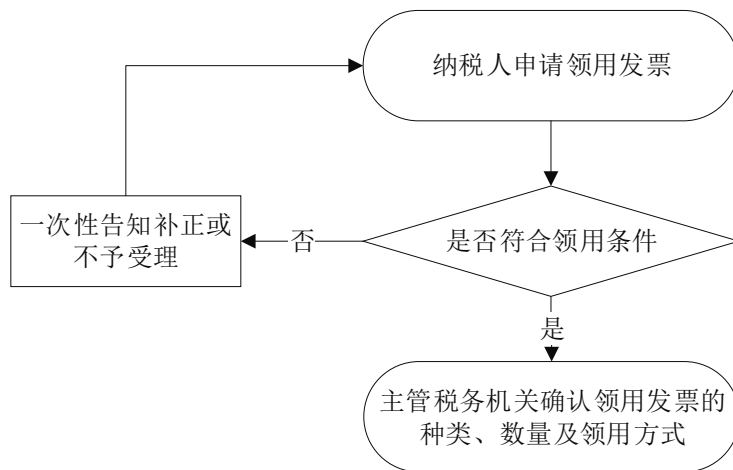 纳税人申请领用发票
一次性告知补正或
不予受理
否
是否符合领用条件
是
主管税务机关确认领用发票的
种类、数量及领用方式